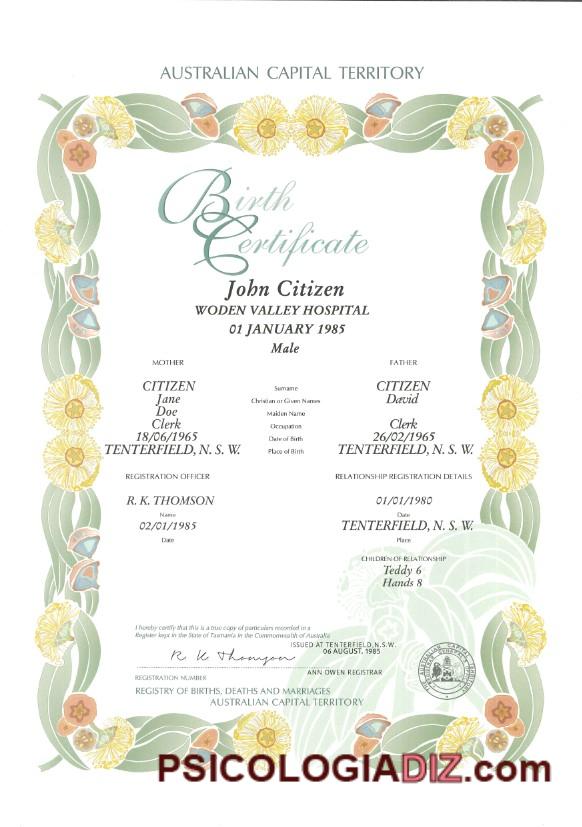 AUSTRALIAN CAPITAL TERRITORY
Birth
Certificate
John Citizen
WODEN VALLEY HOSPITAL
01 JANUARY 1985
Male
MOTHER FATHER
CITIZEN Surname CITIZEN
Jane Christian or Given Names David
Doe Maiden Name
Clerk Occupation Clerk
18/06/1965 Date of Birth 26/02/1965
TENTERFIELD, N. S. W. Place of Birth TENTERFIELD, N. S. W.
REGISTRATION OFFICER RELATIONSHIP REGISTRATION DETAILS
R. K. THOMSON 01/01/1980
Name Date
02/01/1985 TENTERFIELD, N. S. W.
Date Place
CHILDREN OF RELATIONSHIP
Teddy 6
Hands 8
I hereby certify that this is a true copy of particulars recorded in a
Register kept in the State of Tasmania in the Commonwealth of Australia
ISSUED AT TENTERFIELD,N.S.W.
06 AUGUST, 1985
R K Thomson
ANN OWEN REGISTRAR
REGISTRATION NUMBER
REGISTRY OF BIRTHS, DEATHS AND MARRIAGES
AUSTRALIAN CAPITAL TERRITORY
PSICOLOGIADIZ.com